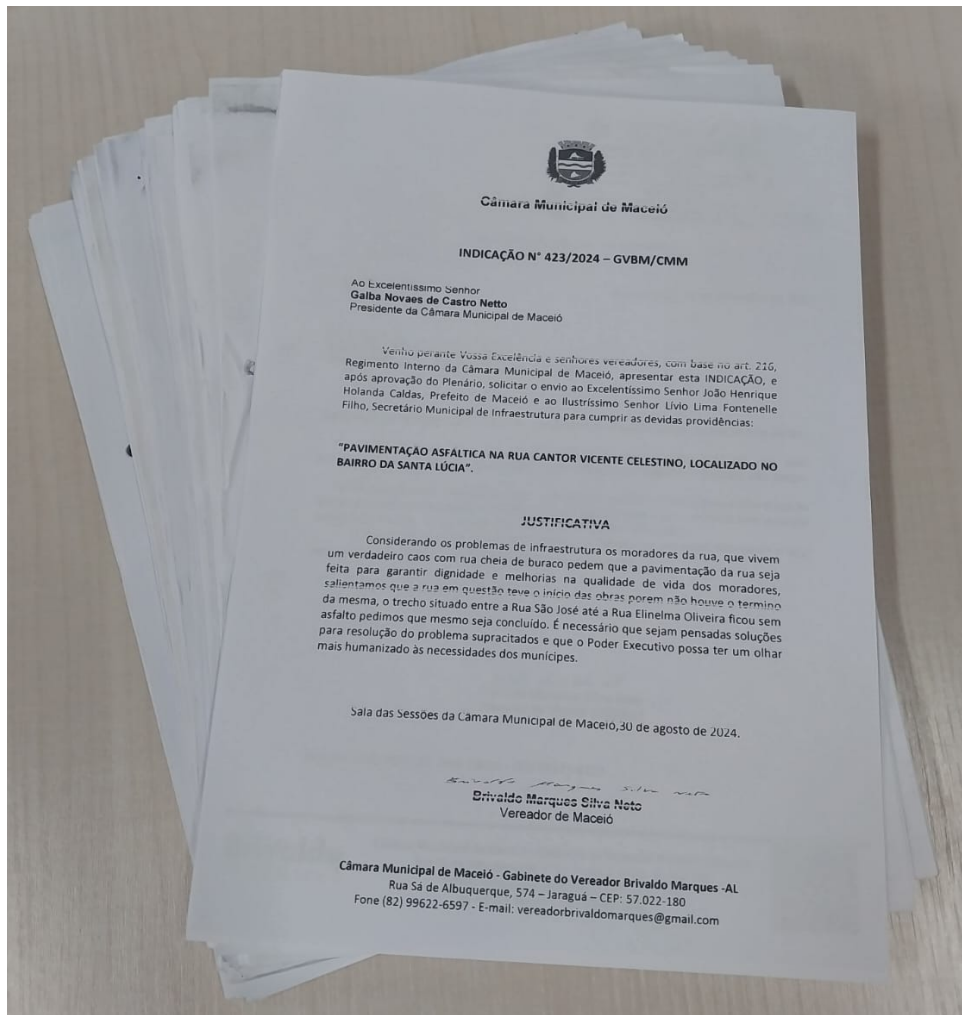 Câmara Municipal de Maceió
INDICAÇÃO N° 423/2024 – GVBM/CMM
Ao Excelentíssimo Senhor
Galba Novaes de Castro Netto
Presidente da Câmara Municipal de Maceió
Venho perante Vossa Excelência e senhores vereadores, com base no art. 216,
Regimento Interno da Câmara Municipal de Maceió, apresentar esta INDICAÇÃO, e
após aprovação do Plenário, solicitar o envio ao Excelentíssimo Senhor João Henrique
Holanda Caldas, Prefeito de Maceió e ao Ilustríssimo Senhor Lívio Lima Fontenelle
Filho, Secretário Municipal de Infraestrutura para cumprir as devidas providências:
"PAVIMENTAÇÃO ASFÁLTICA NA RUA CANTOR VICENTE CELESTINO, LOCALIZADO NO
BAIRRO DA SANTA LÚCIA".
JUSTIFICATIVA
Considerando os problemas de infraestrutura os moradores da rua, que vivem
um verdadeiro caos com rua cheia de buraco pedem que a pavimentação da rua seja
feita para garantir dignidade e melhorias na qualidade de vida dos moradores,
salientamos que a rua em questão teve o início das obras porem não houve o termino
da mesma, o trecho situado entre a Rua São José até a Rua Elinelma Oliveira ficou sem
asfalto pedimos que mesmo seja concluído. É necessário que sejam pensadas soluções
para resolução do problema supracitados e que o Poder Executivo possa ter um olhar
mais humanizado às necessidades dos munícipes.
Sala das Sessões da Câmara Municipal de Maceió,30 de agosto de 2024.
Brivaldo Marques Silva Neto
Brivaldo Marques Silva Neto
Vereador de Maceió
Câmara Municipal de Maceió - Gabinete do Vereador Brivaldo Marques -AL
Rua Sá de Albuquerque, 574 – Jaraguá – CEP: 57.022-180
Fone (82) 99622-6597 - E-mail: vereadorbrivaldomarques@gmail.com